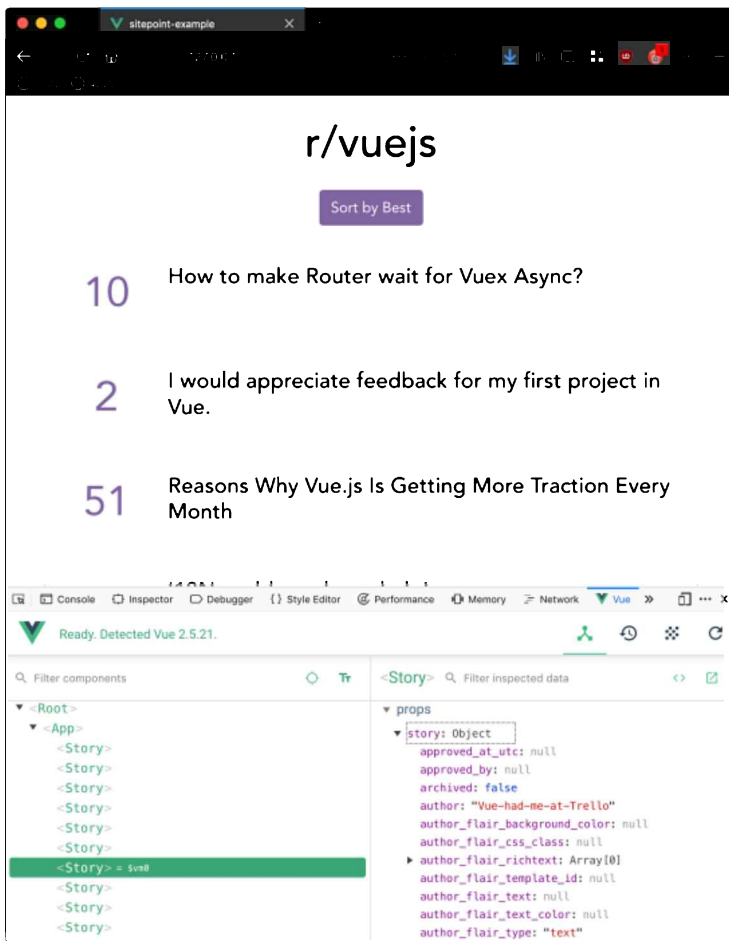 sitepoint-example
r/vuejs
Sort by Best
10 How to make Router wait for Vuex Async?
2 I would appreciate feedback for my first project in
Vue.
51 Reasons Why Vue.js Is Getting More Traction Every
Month
Console Inspector Debugger {} Style Editor Performance Memory Network Vue »
Ready. Detected Vue 2.5.21.
Filter components
<Root>
<App>
<Story>
<Story>
<Story>
<Story>
<Story>
<Story>
<Story> = $vm0
<Story>
<Story>
<Story>
<Story> Filter inspected data
props
story: Object
approved_at_utc: null
approved_by: null
archived: false
author: "Vue-had-me-at-Trello"
author_flair_background_color: null
author_flair_css_class: null
author_flair_richtext: Array[0]
author_flair_template_id: null
author_flair_text: null
author_flair_text_color: null
author_flair_type: "text"